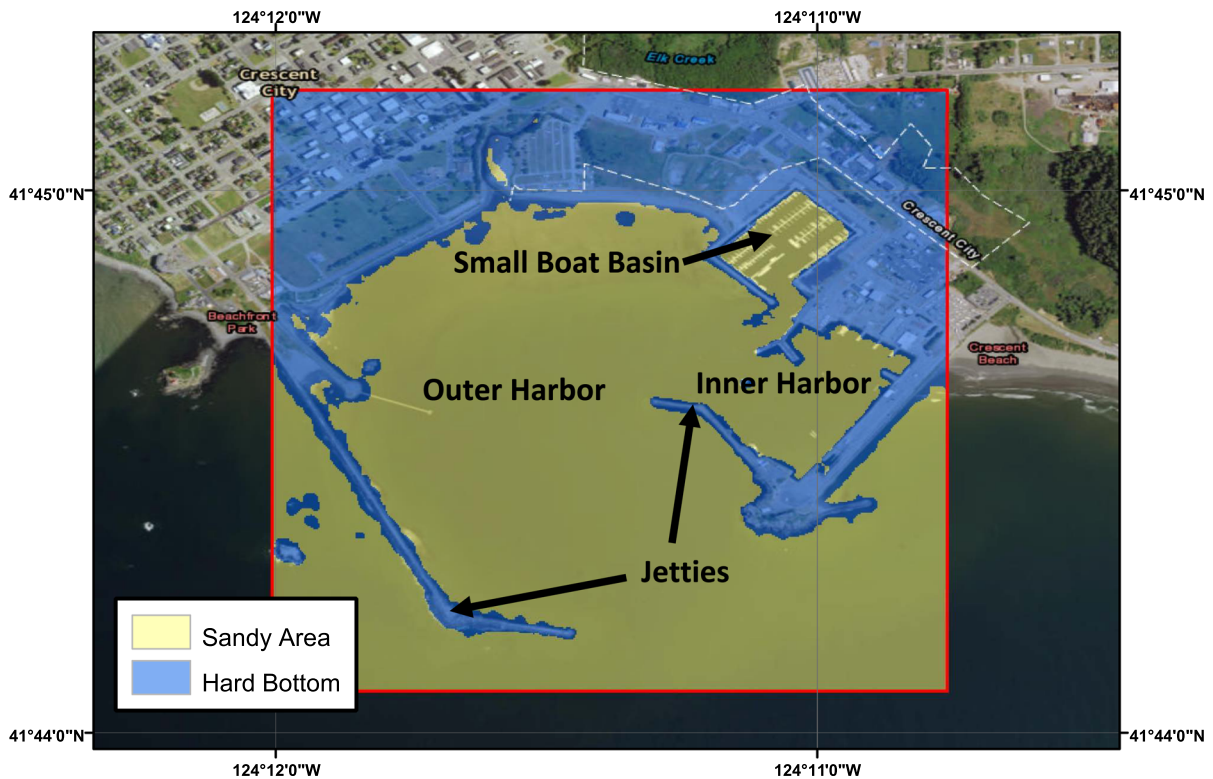 124°12'0"W
124°11'0"W
Elk Creek
Crescent
City
41°45'0"N
41°45'0"N
Crescent City
Small Boat Basin
Beachfront
Park
Crescent
Beach
Outer Harbor
Inner Harbor
Jetties
Sandy Area
Hard Bottom
41°44'0"N
41°44'0"N
124°12'0"W
124°11'0"W